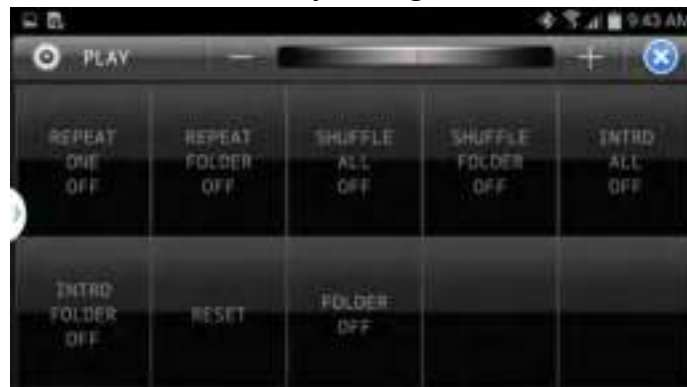 9:43 AM
PLAY
REPEAT
ONE
OFF
REPEAT
FOLDER
OFF
SHUFFLE
ALL
OFF
SHUFFLE
FOLDER
OFF
INTRO
ALL
OFF
INTRO
FOLDER
OFF
RESET
FOLDER
OFF